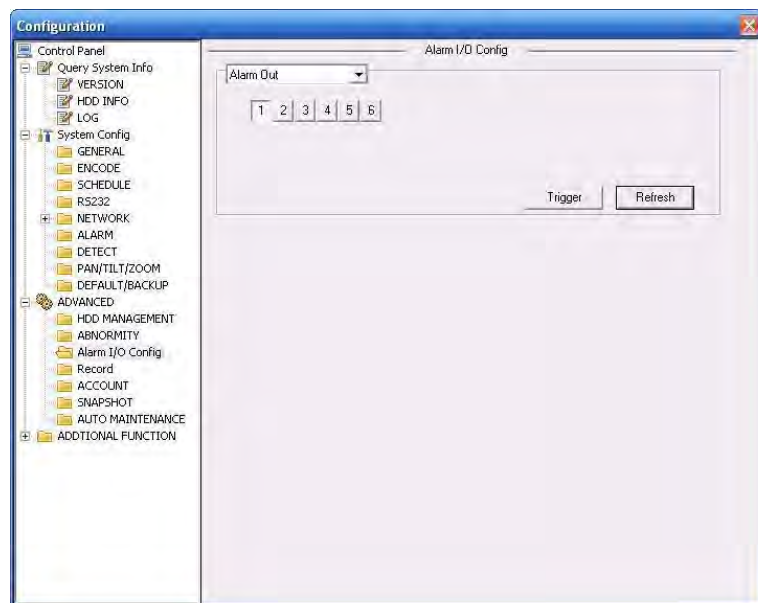 Configuration
Control Panel
Query System Info
VERSION
HDD INFO
LOG
System Config
GENERAL
ENCODE
SCHEDULE
RS232
NETWORK
ALARM
DETECT
PAN/TILT/ZOOM
DEFAULT/BACKUP
ADVANCED
HDD MANAGEMENT
ABNORMITY
Alarm I/O Config
Record
ACCOUNT
SNAPSHOT
AUTO MAINTENANCE
ADDTIONAL FUNCTION
Alarm I/O Config
Alarm Out
1 2 3 4 5 6
Trigger Refresh